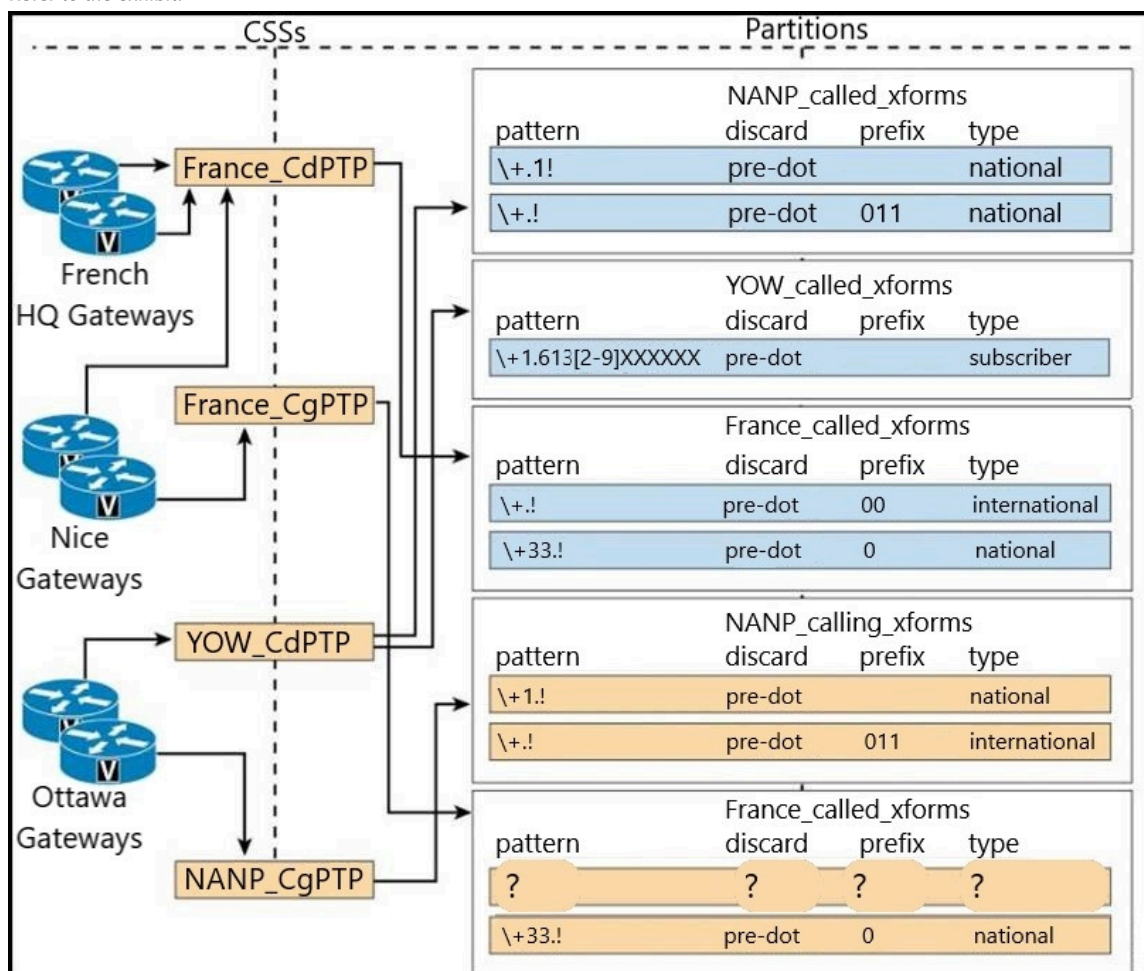 CSSs Partitions
NANP_called_xforms
pattern discard prefix type
\+.1! pre-dot national
\+.! pre-dot 011 national
France_CdPTP
V
French
HQ Gateways
YOW_called_xforms
pattern discard prefix type
\+1.613[2-9]XXXXXX pre-dot subscriber
France_CgPTP
V
Nice
Gateways
France_called_xforms
pattern discard prefix type
\+.! pre-dot 00 international
\+33.! pre-dot 0 national
YOW_CdPTP
V
Ottawa
Gateways
NANP_calling_xforms
pattern discard prefix type
\+1.! pre-dot national
\+.! pre-dot 011 international
NANP_CgPTP
France_called_xforms
pattern discard prefix type
? ? ? ?
\+33.! pre-dot 0 national